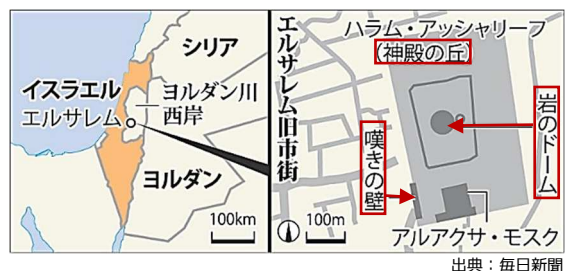 シリア
イスラエル
エルサレム
ヨルダン川
西岸
ヨルダン
100km
エルサレム旧市街
ハラム・アッシャリーフ
(神殿の丘)
岩のドーム
嘆きの壁
100m
アルアクサ・モスク
出典：毎日新聞